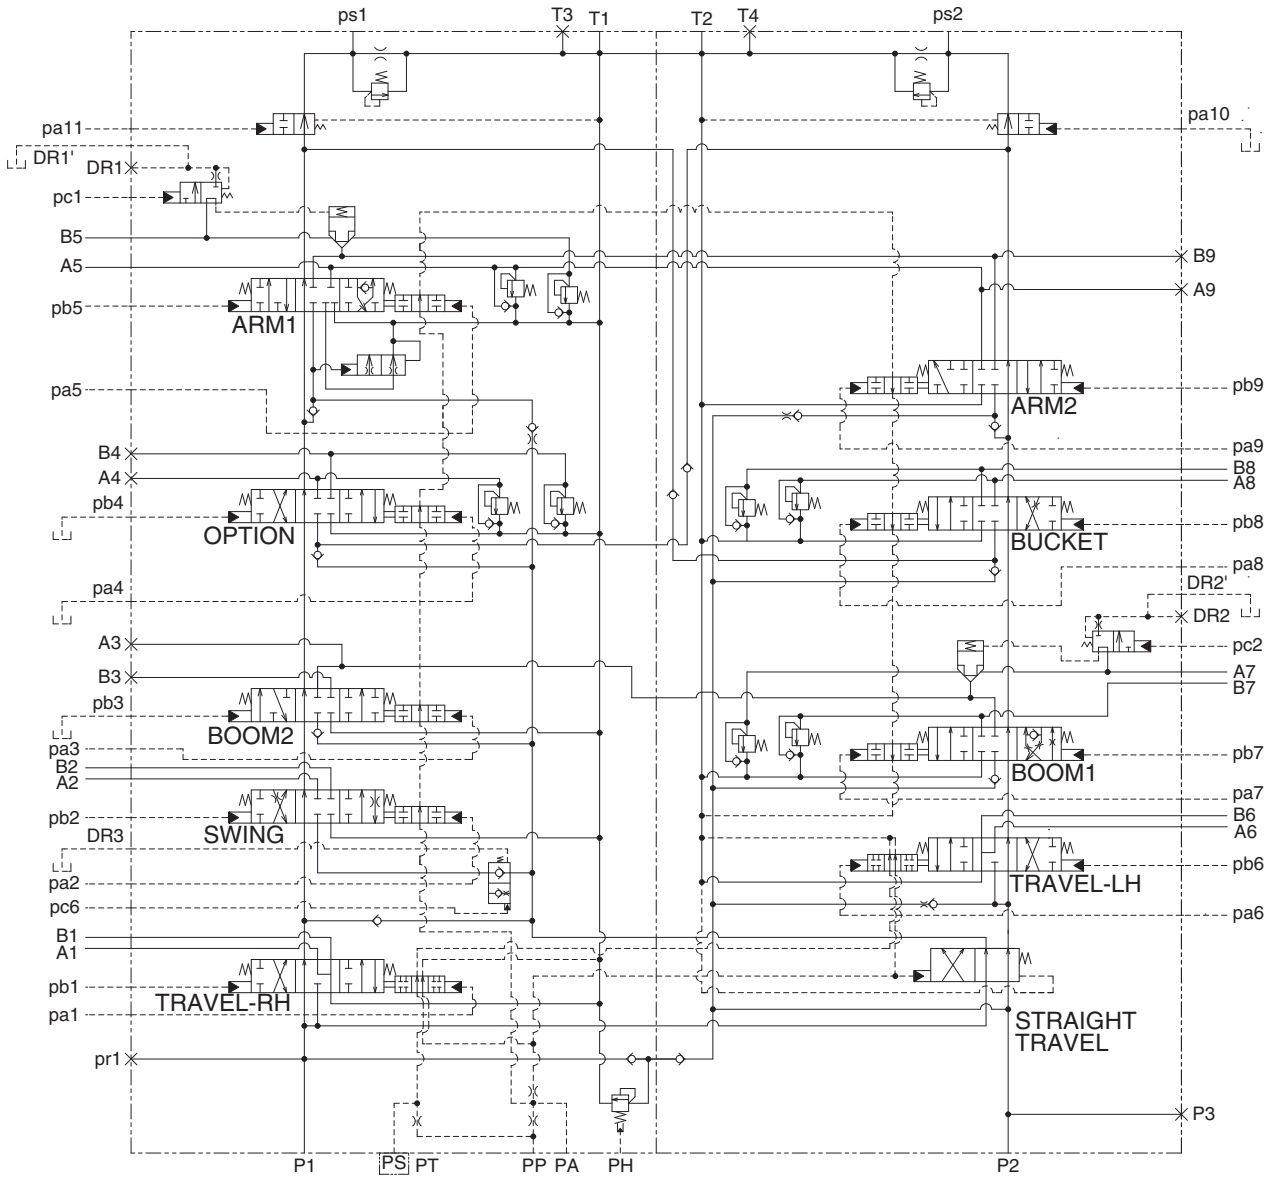 ps1
T3
T1
T2
T4
ps2
pa11
pa10
DR1'
DR1
pc1
B5
A5
B9
A9
pb5
ARM1
pa5
pb9
ARM2
pa9
B4
A4
B8
A8
pb4
OPTION
BUCKET
pb8
pa4
pa8
DR2'
DR2
A3
pc2
B3
A7
B7
pb3
BOOM2
pa3
pb7
BOOM1
B2
A2
pa7
pb2
SWING
B6
A6
DR3
pb6
TRAVEL-LH
pa2
pc6
pa6
B1
A1
pb1
TRAVEL-RH
pa1
STRAIGHT
TRAVEL
pr1
P3
P1
PS
PT
PP
PA
PH
P2